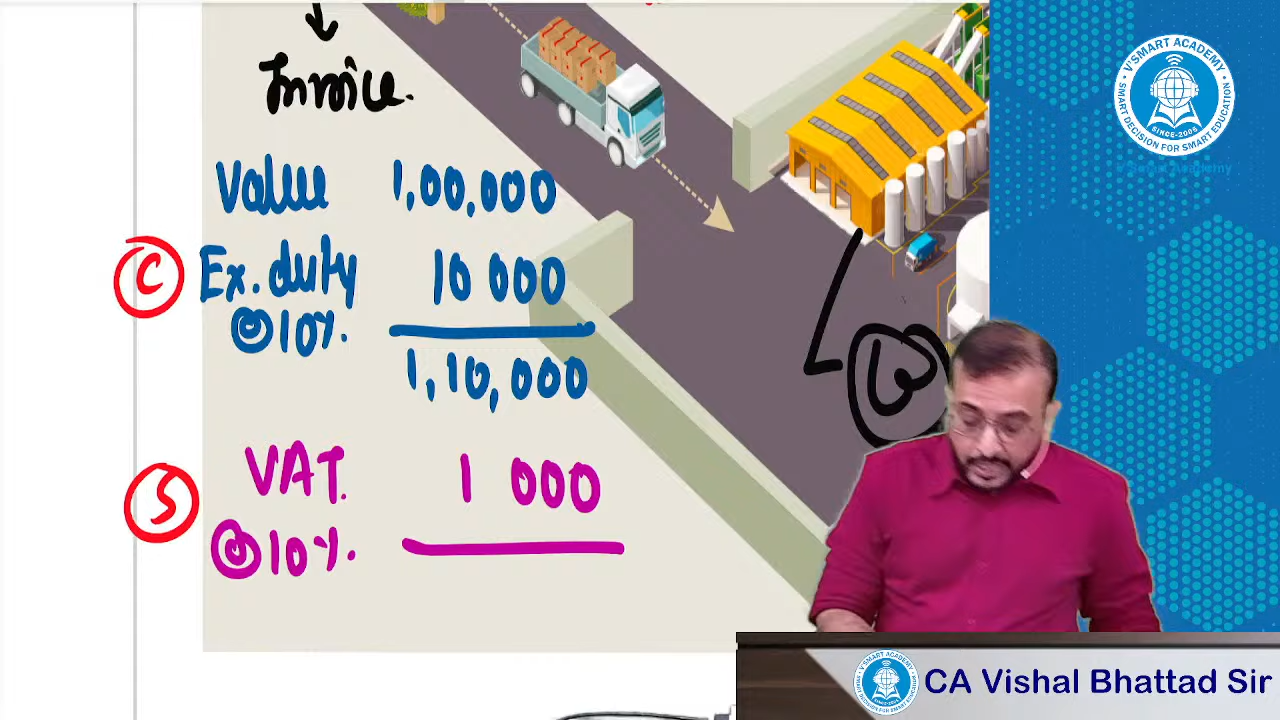 Invoice.
Value 1,00,000
C Ex. duty 10 000
@10%.
1,10,000
S VAT. 1 000
@10%.
V'SMART ACADEMY
SINCE-2005
SMART DECISION FOR SMART EDUCATION
CA Vishal Bhattad Sir